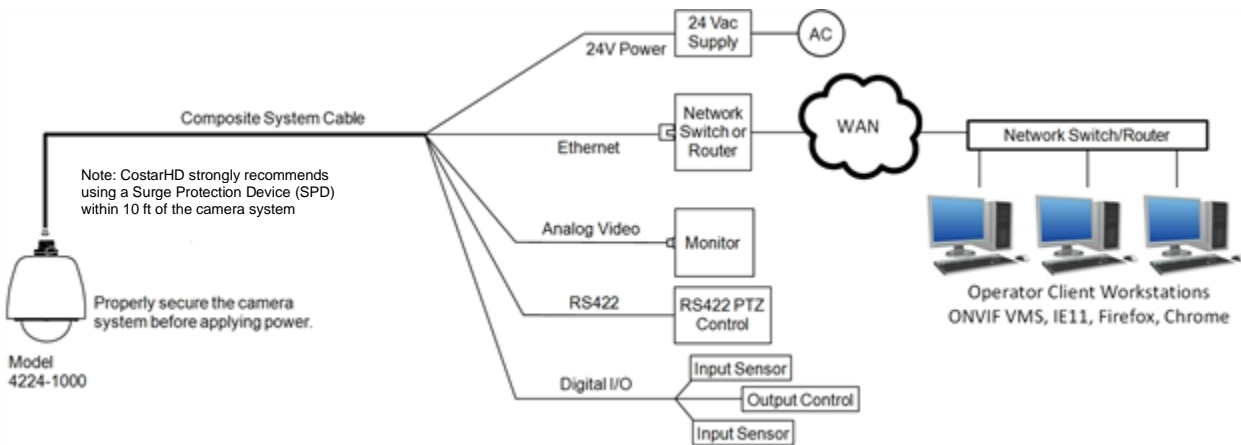 24 Vac
Supply
AC
24V Power
Composite System Cable
Network
Switch or
Router
WAN
Network Switch/Router
Ethernet
Note: CostarHD strongly recommends
using a Surge Protection Device (SPD)
within 10 ft of the camera system
Analog Video
Monitor
Operator Client Workstations
ONVIF VMS, IE11, Firefox, Chrome
Properly secure the camera
system before applying power.
RS422
RS422 PTZ
Control
Model
4224-1000
Digital I/O
Input Sensor
Output Control
Input Sensor